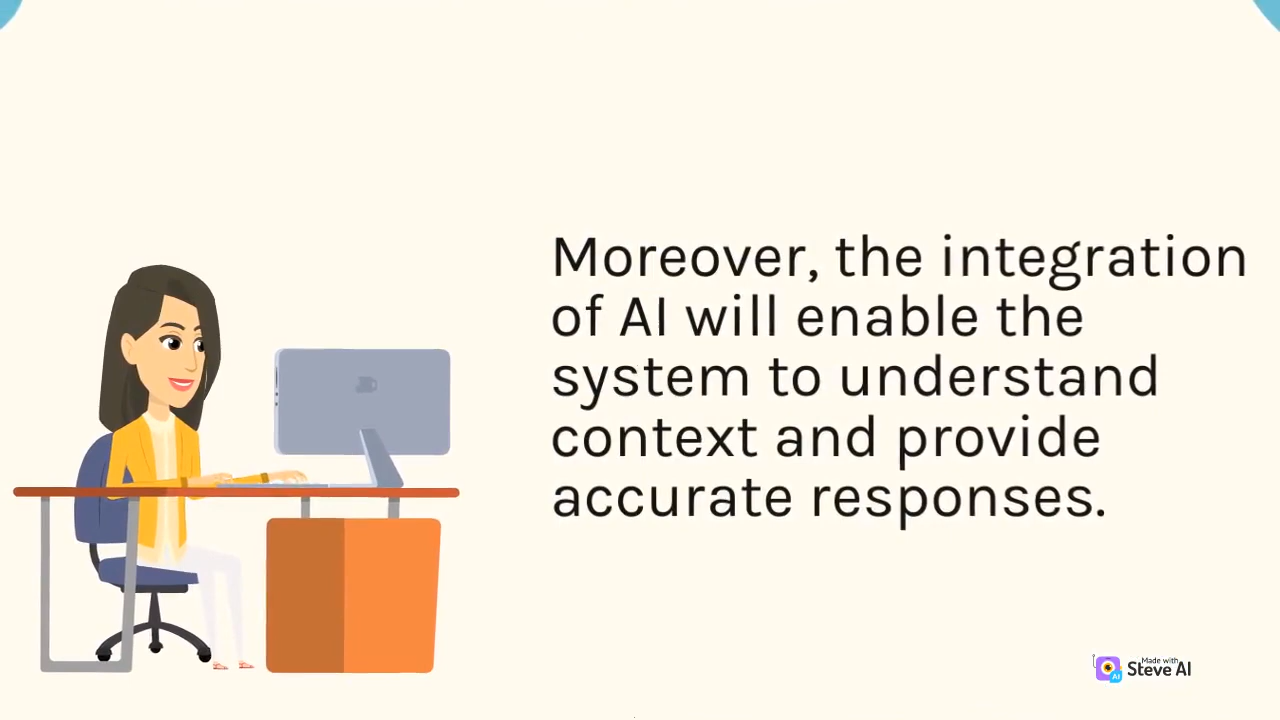 Moreover, the integration
of AI will enable the
system to understand
context and provide
accurate responses.
Made with
Steve AI
AI